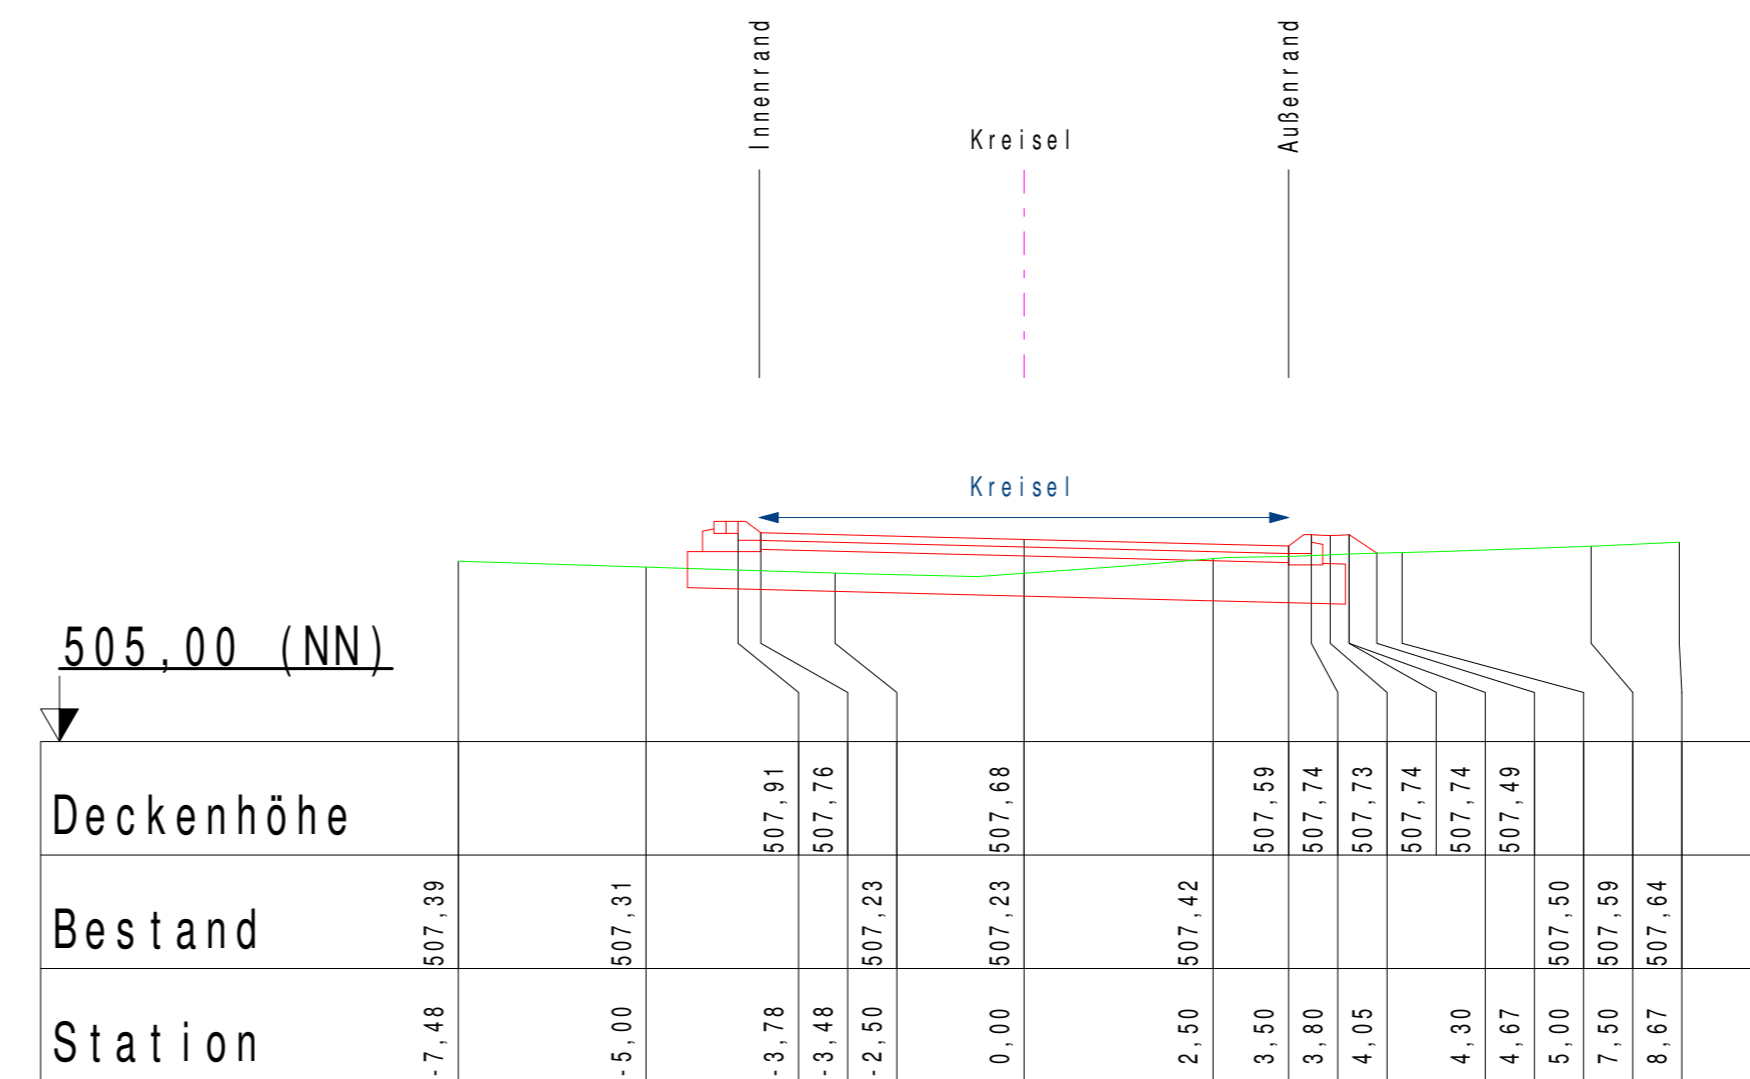 Innenrand
Kreisel
Außenrand
Kreisel
505,00 (NN)
Deckenhöhe 507,91 507,76 507,68 507,59 507,74 507,73 507,74 507,74 507,49
Bestand 507,39 507,31 507,23 507,23 507,42 507,50 507,59 507,64
Station -7,48 -5,00 -3,78 -3,48 -2,50 0,00 2,50 3,50 3,80 4,05 4,30 4,67 5,00 7,50 8,67